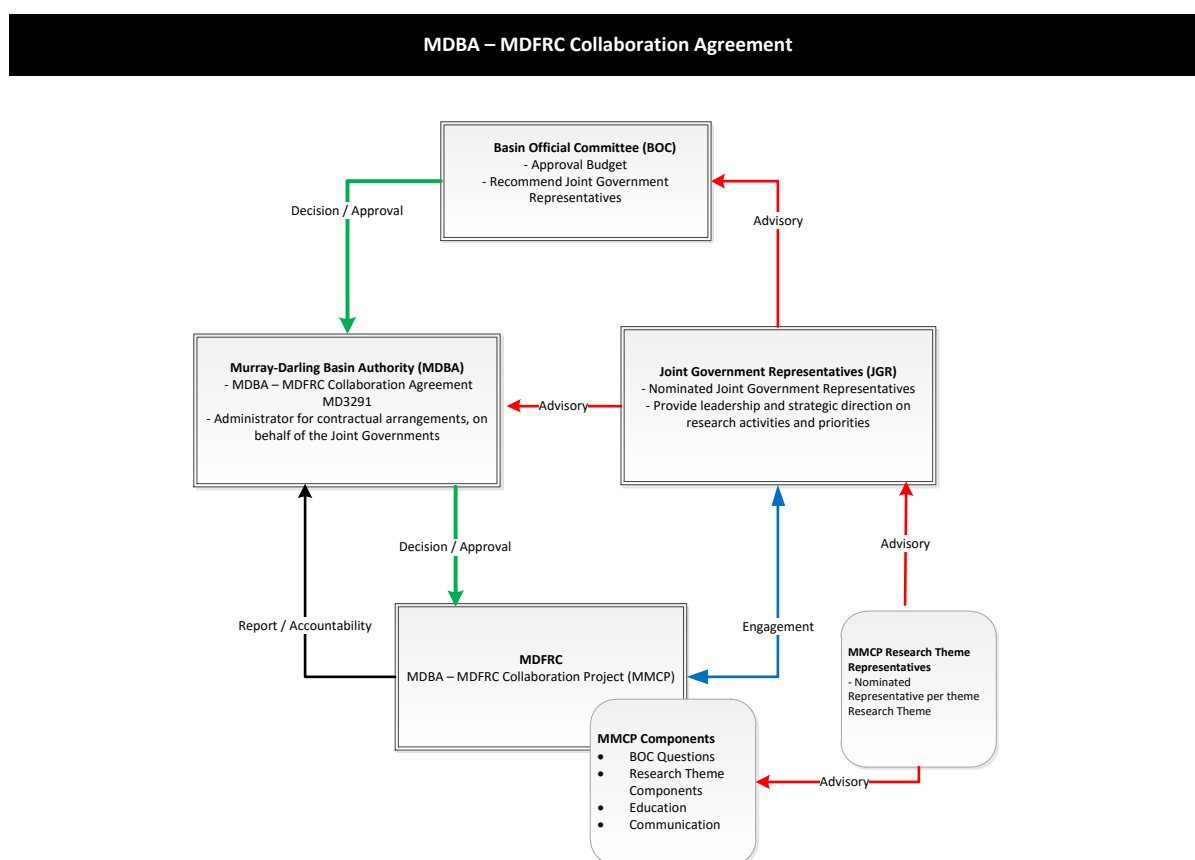 MDBA – MDFRC Collaboration Agreement
Basin Official Committee (BOC)
- Approval Budget
- Recommend Joint Government
Representatives
Decision / Approval
Advisory
Murray-Darling Basin Authority (MDBA)
- MDBA – MDFRC Collaboration Agreement
MD3291
- Administrator for contractual arrangements, on
behalf of the Joint Governments
Advisory
Joint Government Representatives (JGR)
- Nominated Joint Government Representatives
- Provide leadership and strategic direction on
research activities and priorities
Decision / Approval
Advisory
Report / Accountability
Engagement
MDFRC
MDBA – MDFRC Collaboration Project (MMCP)
MMCP Research Theme
Representatives
- Nominated
Representative per theme
Research Theme
MMCP Components
• BOC Questions
• Research Theme
Components
• Education
• Communication
Advisory